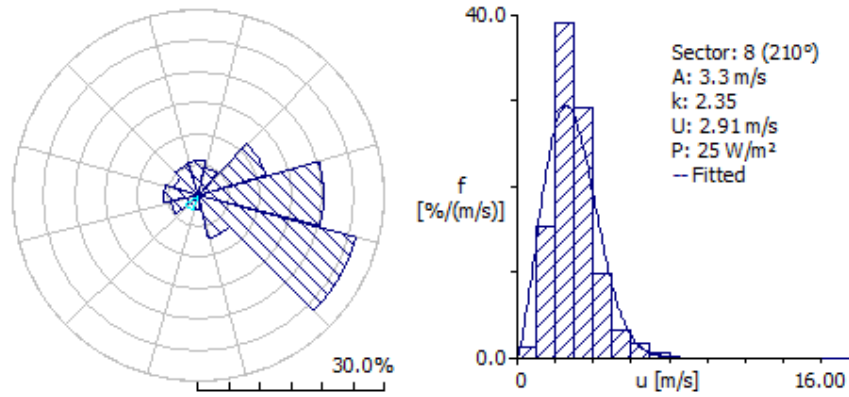 30.0%
40.0
f
[%/(m/s)]
0.0
0
u [m/s]
16.00
Sector: 8 (210°)
A: 3.3 m/s
k: 2.35
U: 2.91 m/s
P: 25 W/m²
-- Fitted